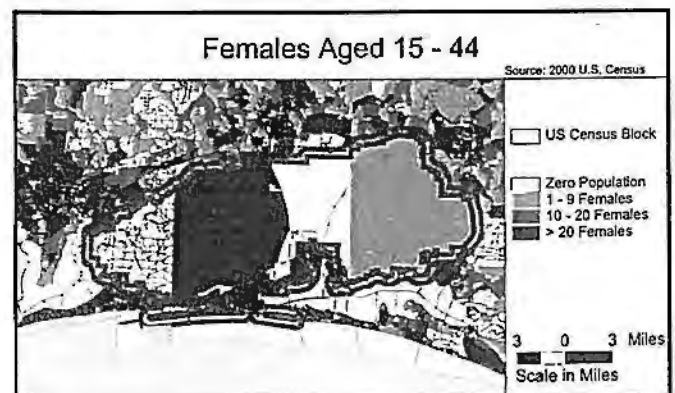 Females Aged 15 - 44
Source: 2000 U.S. Census
US Census Block
Zero Population
1 - 9 Females
10 - 20 Females
> 20 Females
3 0 3 Miles
Scale in Miles